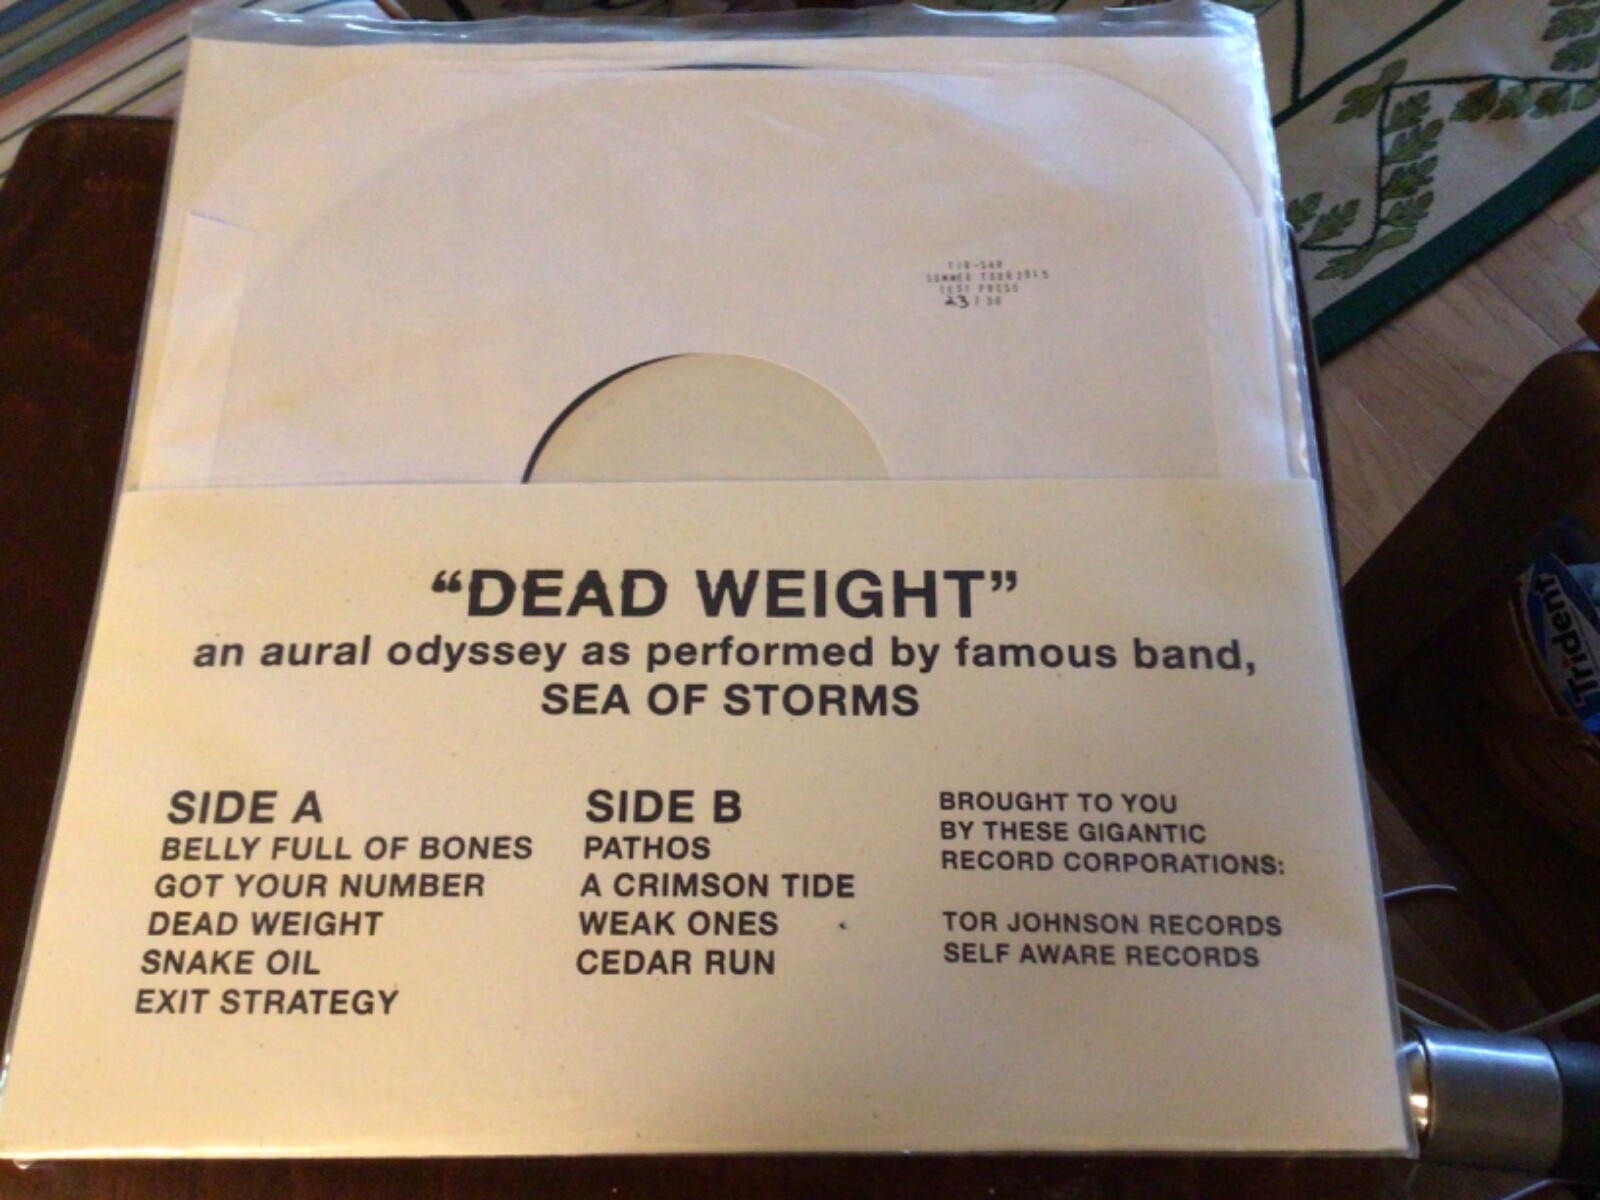 SUMMER TOUR 2015
TEST PRESS
23 / 30
"DEAD WEIGHT"
an aural odyssey as performed by famous band,
SEA OF STORMS
SIDE A
BELLY FULL OF BONES
GOT YOUR NUMBER
DEAD WEIGHT
SNAKE OIL
EXIT STRATEGY
SIDE B
PATHOS
A CRIMSON TIDE
WEAK ONES
CEDAR RUN
BROUGHT TO YOU
BY THESE GIGANTIC
RECORD CORPORATIONS:
TOR JOHNSON RECORDS
SELF AWARE RECORDS
Trident